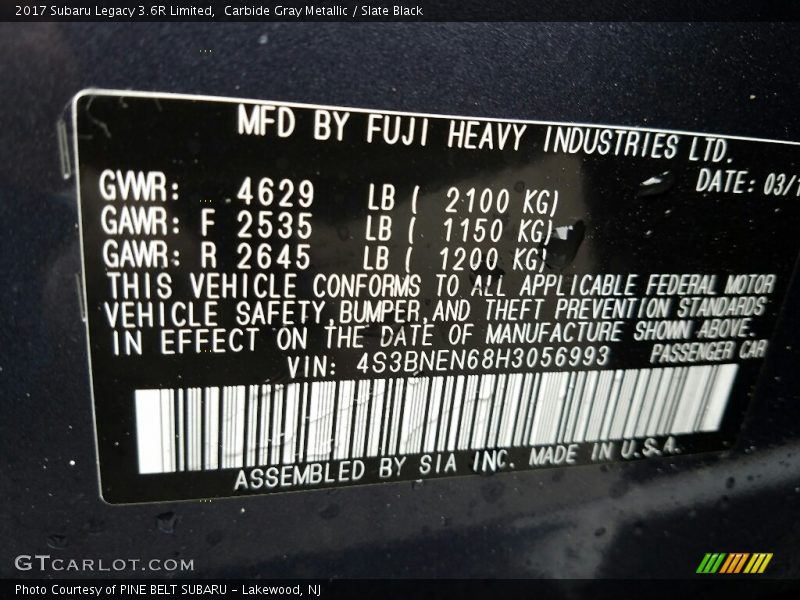 2017 Subaru Legacy 3.6R Limited,  Carbide Gray Metallic / Slate Black
MFD BY FUJI HEAVY INDUSTRIES LTD.
GVWR: 4629 LB ( 2100 KG) DATE: 03/1
GAWR: F 2535 LB ( 1150 KG)
GAWR: R 2645 LB ( 1200 KG)
THIS VEHICLE CONFORMS TO ALL APPLICABLE FEDERAL MOTOR
VEHICLE SAFETY, BUMPER, AND THEFT PREVENTION STANDARDS
IN EFFECT ON THE DATE OF MANUFACTURE SHOWN ABOVE.
VIN: 4S3BNEN68H3056993 PASSENGER CAR
ASSEMBLED BY SIA INC. MADE IN U.S.A.
GTCARLOT.COM
Photo Courtesy of PINE BELT SUBARU - Lakewood, NJ